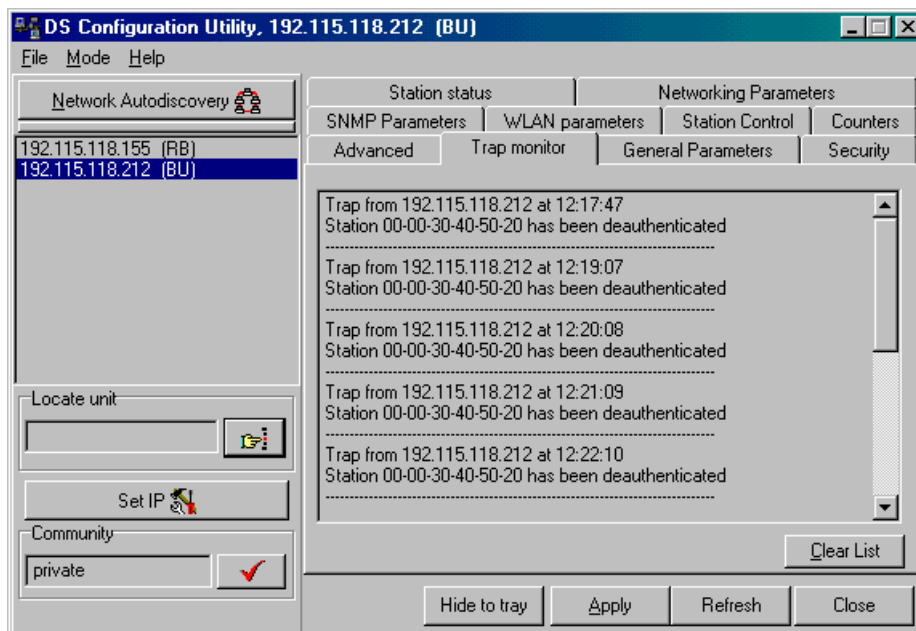 DS Configuration Utility, 192.115.118.212 (BU)
File Mode Help
Network Autodiscovery
192.115.118.155 (RB)
192.115.118.212 (BU)
Locate unit
Set IP
Community
private
Station status Networking Parameters
SNMP Parameters WLAN parameters Station Control Counters
Advanced Trap monitor General Parameters Security
Trap from 192.115.118.212 at 12:17:47
Station 00-00-30-40-50-20 has been deauthenticated
--------------------------------------------------------------------------------
Trap from 192.115.118.212 at 12:19:07
Station 00-00-30-40-50-20 has been deauthenticated
--------------------------------------------------------------------------------
Trap from 192.115.118.212 at 12:20:08
Station 00-00-30-40-50-20 has been deauthenticated
--------------------------------------------------------------------------------
Trap from 192.115.118.212 at 12:21:09
Station 00-00-30-40-50-20 has been deauthenticated
--------------------------------------------------------------------------------
Trap from 192.115.118.212 at 12:22:10
Station 00-00-30-40-50-20 has been deauthenticated
--------------------------------------------------------------------------------
Clear List
Hide to tray Apply Refresh Close